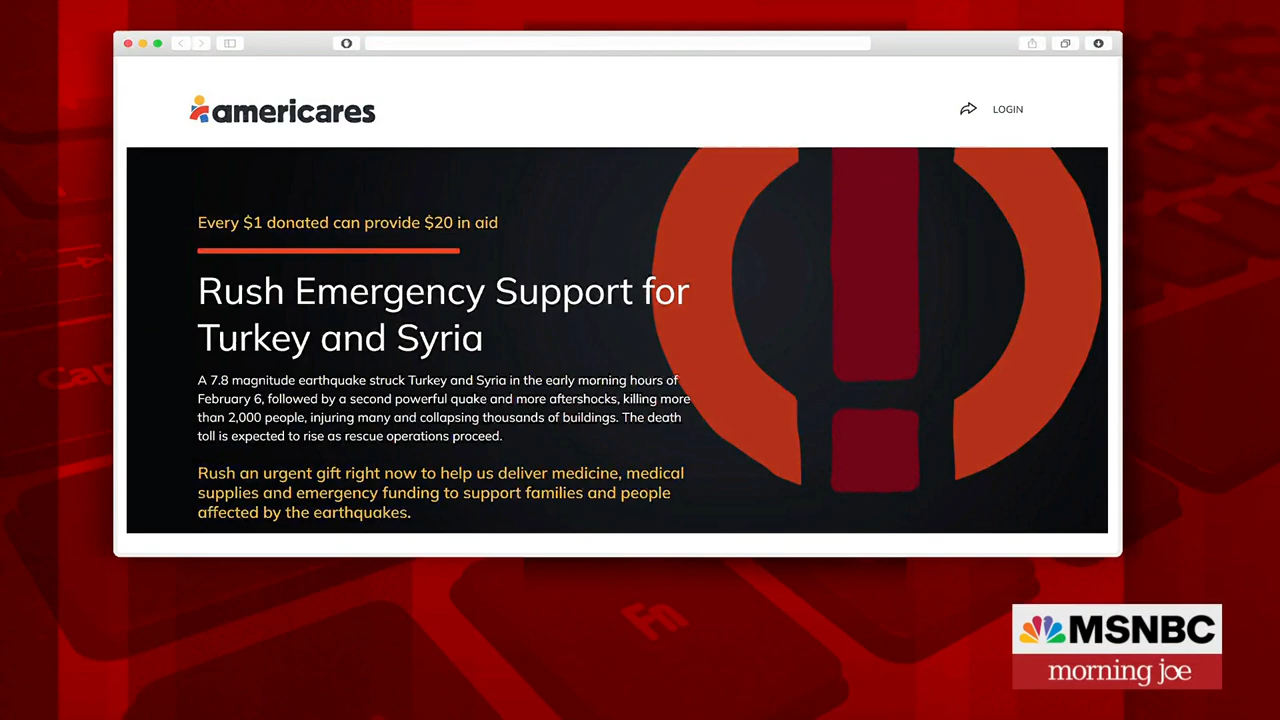 americares
LOGIN
Every $1 donated can provide $20 in aid
Rush Emergency Support for
Turkey and Syria
A 7.8 magnitude earthquake struck Turkey and Syria in the early morning hours of
February 6, followed by a second powerful quake and more aftershocks, killing more
than 2,000 people, injuring many and collapsing thousands of buildings. The death
toll is expected to rise as rescue operations proceed.
Rush an urgent gift right now to help us deliver medicine, medical
supplies and emergency funding to support families and people
affected by the earthquakes.
Fn
MSNBC
morning joe